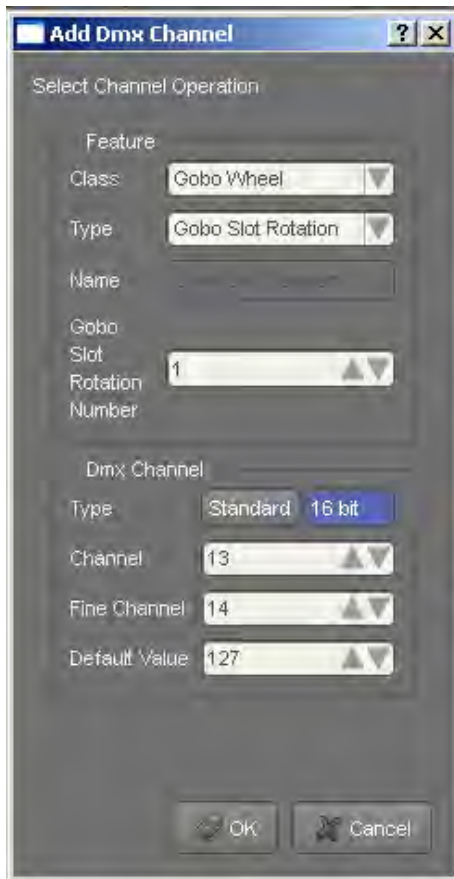 Add Dmx Channel
Select Channel Operation
Feature
Class Gobo Wheel
Type Gobo Slot Rotation
Name
Gobo
Slot
Rotation
Number
1
Dmx Channel
Type Standard 16 bit
Channel 13
Fine Channel 14
Default Value 127
OK Cancel